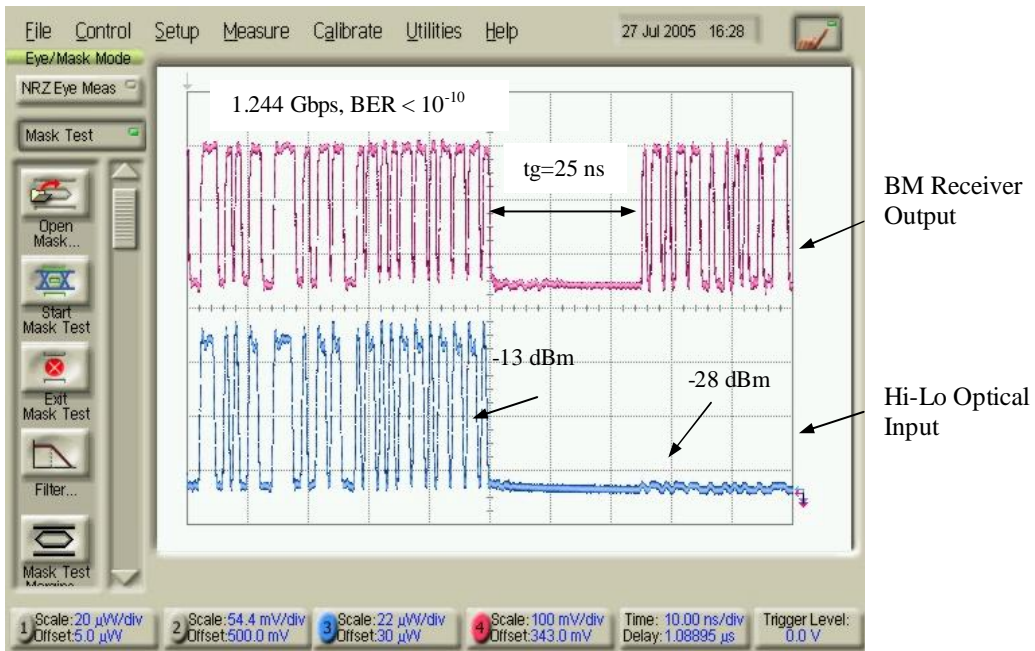 File Control Setup Measure Calibrate Utilities Help 27 Jul 2005 16:28
Eye/Mask Mode
NRZ Eye Meas
Mask Test
Open
Mask...
Start
Mask Test
Exit
Mask Test
Filter...
Mask Test
1.244 Gbps, BER < 10⁻¹⁰
tg=25 ns
-13 dBm
-28 dBm
BM Receiver
Output
Hi-Lo Optical
Input
1 Scale: 20 µW/div
Offset: 5.0 µW
2 Scale: 54.4 mV/div
Offset: 500.0 mV
3 Scale: 22 µW/div
Offset: 30 µW
4 Scale: 100 mV/div
Offset: 343.0 mV
Time: 10.00 ns/div
Delay: 1.08895 µs
Trigger Level:
0.0 V